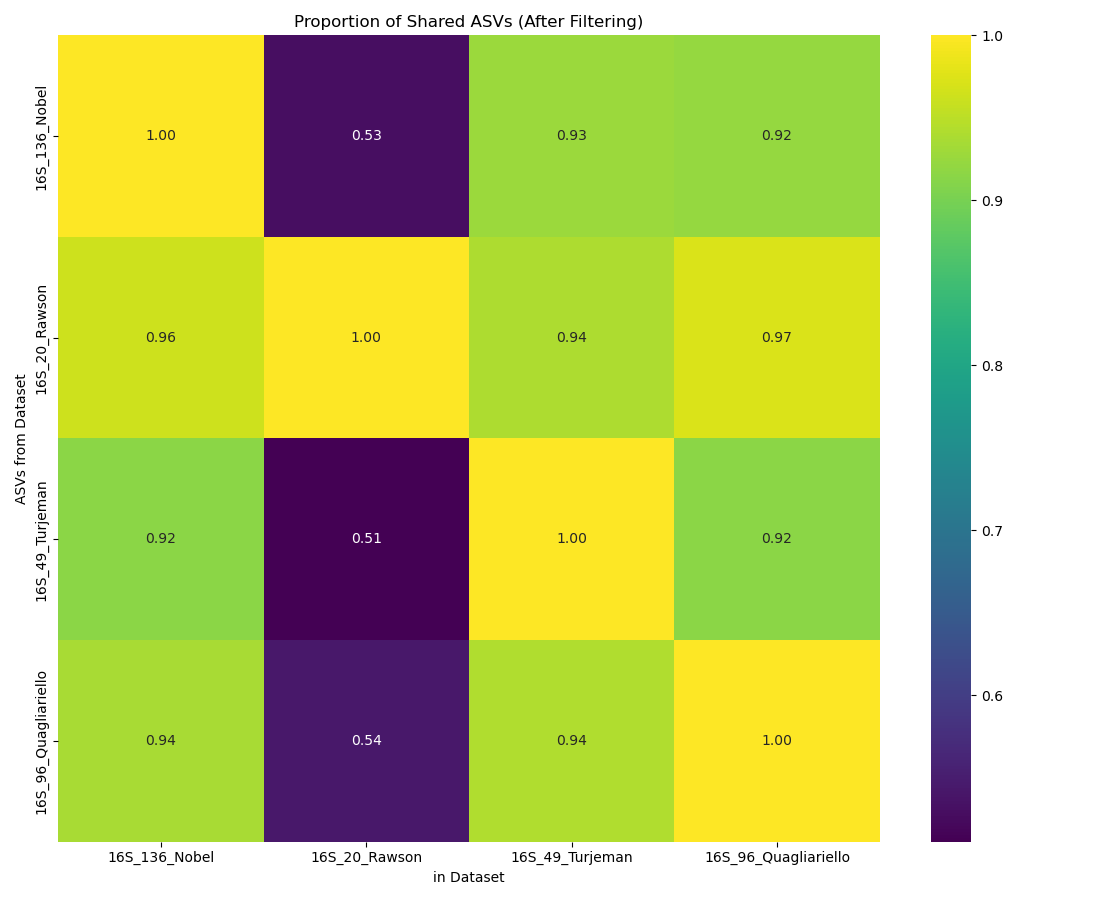 Proportion of Shared ASVs (After Filtering)
ASVs from Dataset
16S_136_Nobel
1.00 0.53 0.93 0.92
16S_20_Rawson
0.96 1.00 0.94 0.97
16S_49_Turjeman
0.92 0.51 1.00 0.92
16S_96_Quagliariello
0.94 0.54 0.94 1.00
16S_136_Nobel 16S_20_Rawson 16S_49_Turjeman 16S_96_Quagliariello
in Dataset
1.0
0.9
0.8
0.7
0.6